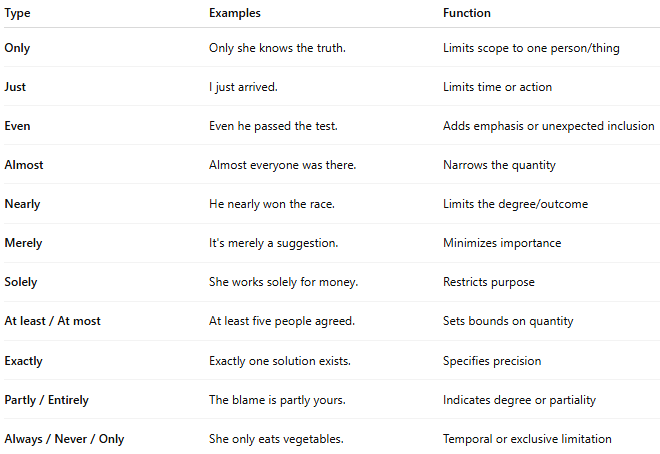 Type Examples Function
Only Only she knows the truth. Limits scope to one person/thing
Just I just arrived. Limits time or action
Even Even he passed the test. Adds emphasis or unexpected inclusion
Almost Almost everyone was there. Narrows the quantity
Nearly He nearly won the race. Limits the degree/outcome
Merely It's merely a suggestion. Minimizes importance
Solely She works solely for money. Restricts purpose
At least / At most At least five people agreed. Sets bounds on quantity
Exactly Exactly one solution exists. Specifies precision
Partly / Entirely The blame is partly yours. Indicates degree or partiality
Always / Never / Only She only eats vegetables. Temporal or exclusive limitation